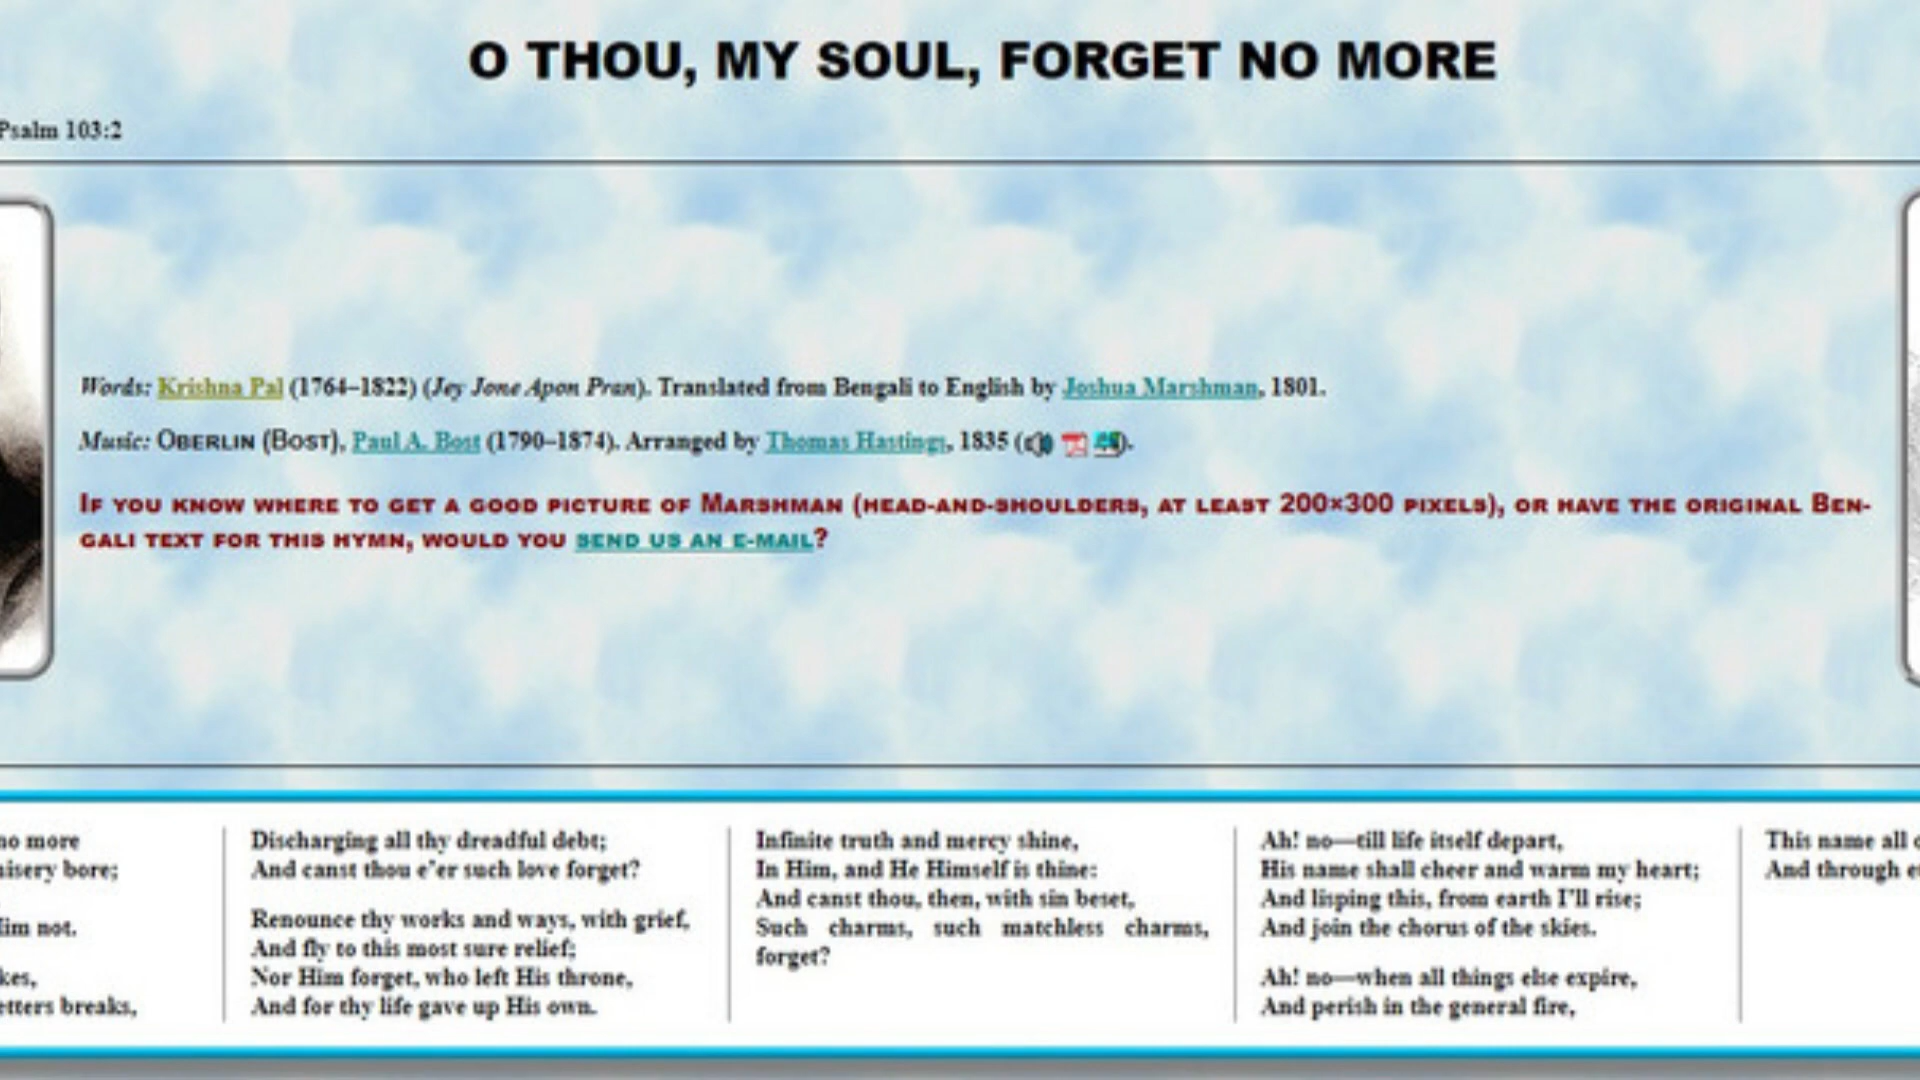 O THOU, MY SOUL, FORGET NO MORE
Psalm 103:2
Words: Krishna Pal (1764–1822) (Jey Jone Apon Pran). Translated from Bengali to English by Joshua Marshman, 1801.
Music: OBERLIN (BOST), Paul A. Bost (1790–1874). Arranged by Thomas Hastings, 1835 ( ).
IF YOU KNOW WHERE TO GET A GOOD PICTURE OF MARSHMAN (HEAD-AND-SHOULDERS, AT LEAST 200×300 PIXELS), OR HAVE THE ORIGINAL BEN-
GALI TEXT FOR THIS HYMN, WOULD YOU SEND US AN E-MAIL?
no more
bore;
not.
breaks,
Discharging all thy dreadful debt;
And canst thou e'er such love forget?
Renounce thy works and ways, with grief,
And fly to this most sure relief;
Nor Him forget, who left His throne,
And for thy life gave up His own.
Infinite truth and mercy shine,
In Him, and He Himself is thine:
And canst thou, then, with sin beset,
Such charms, such matchless charms,
forget?
Ah! no—till life itself depart,
His name shall cheer and warm my heart;
And lisping this, from earth I'll rise;
And join the chorus of the skies.
Ah! no—when all things else expire,
And perish in the general fire,
This name all
And through